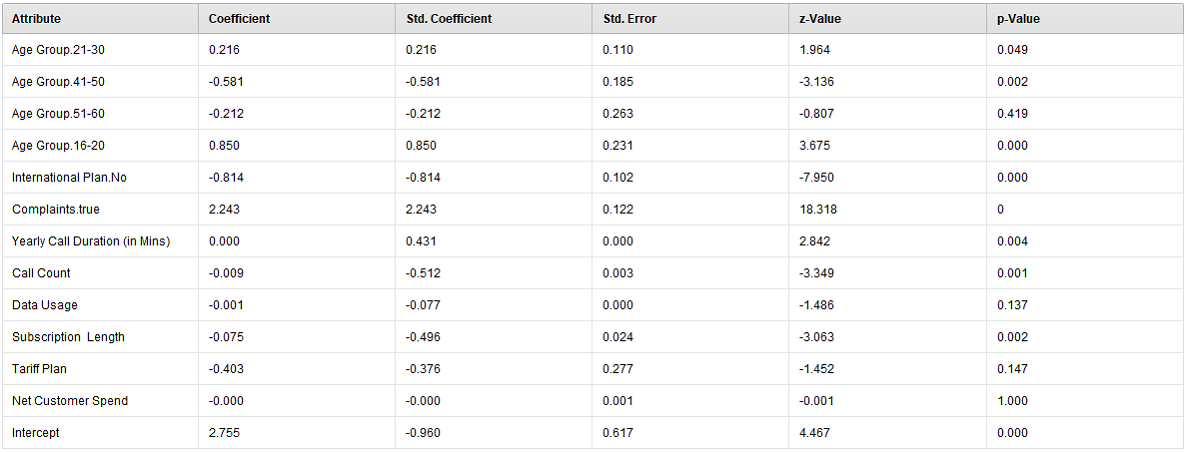 Attribute Coefficient Std. Coefficient Std. Error z-Value p-Value
Age Group.21-30 0.216 0.216 0.110 1.964 0.049
Age Group.41-50 -0.581 -0.581 0.185 -3.136 0.002
Age Group.51-60 -0.212 -0.212 0.263 -0.807 0.419
Age Group.16-20 0.850 0.850 0.231 3.675 0.000
International Plan.No -0.814 -0.814 0.102 -7.950 0.000
Complaints.true 2.243 2.243 0.122 18.318 0
Yearly Call Duration (in Mins) 0.000 0.431 0.000 2.842 0.004
Call Count -0.009 -0.512 0.003 -3.349 0.001
Data Usage -0.001 -0.077 0.000 -1.486 0.137
Subscription Length -0.075 -0.496 0.024 -3.063 0.002
Tariff Plan -0.403 -0.376 0.277 -1.452 0.147
Net Customer Spend -0.000 -0.000 0.001 -0.001 1.000
Intercept 2.755 -0.960 0.617 4.467 0.000